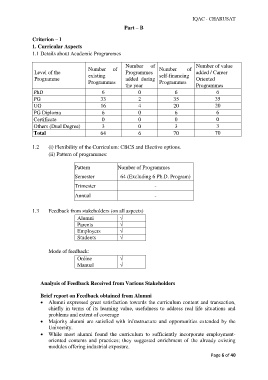 IQAC - CHARUSAT
Part – B
Criterion – I
1. Curricular Aspects
1.1 Details about Academic Programmes
Level of the Programme | Number of existing Programmes | Number of Programmes added during the year | Number of self-financing Programmes | Number of value added / Career Oriented Programmes
PhD 6 0 6 6
PG 33 2 35 35
UG 16 4 20 20
PG Diploma 6 0 6 6
Certificate 0 0 0 0
Others (Dual Degree) 3 0 3 3
Total 64 6 70 70
1.2 (i) Flexibility of the Curriculum: CBCS and Elective options.
(ii) Pattern of programmes:
Pattern Number of Programmes
Semester 64 (Excluding 6 Ph.D. Program)
Trimester -
Annual -
1.3 Feedback from stakeholders (on all aspects)
Alumni √
Parents √
Employers √
Students √
Mode of feedback:
Online √
Manual √
Analysis of Feedback Received from Various Stakeholders
Brief report on Feedback obtained from Alumni
• Alumni expressed great satisfaction towards the curriculum content and transaction,
chiefly in terms of its learning value, usefulness to address real life situations and
problems and extent of coverage.
• Majority alumni are satisfied with infrastructure and opportunities extended by the
University.
• While most alumni found the curriculum to sufficiently incorporate employment-
oriented contents and practices; they suggested enrichment of the already existing
modules offering industrial exposure.
Page 6 of 40